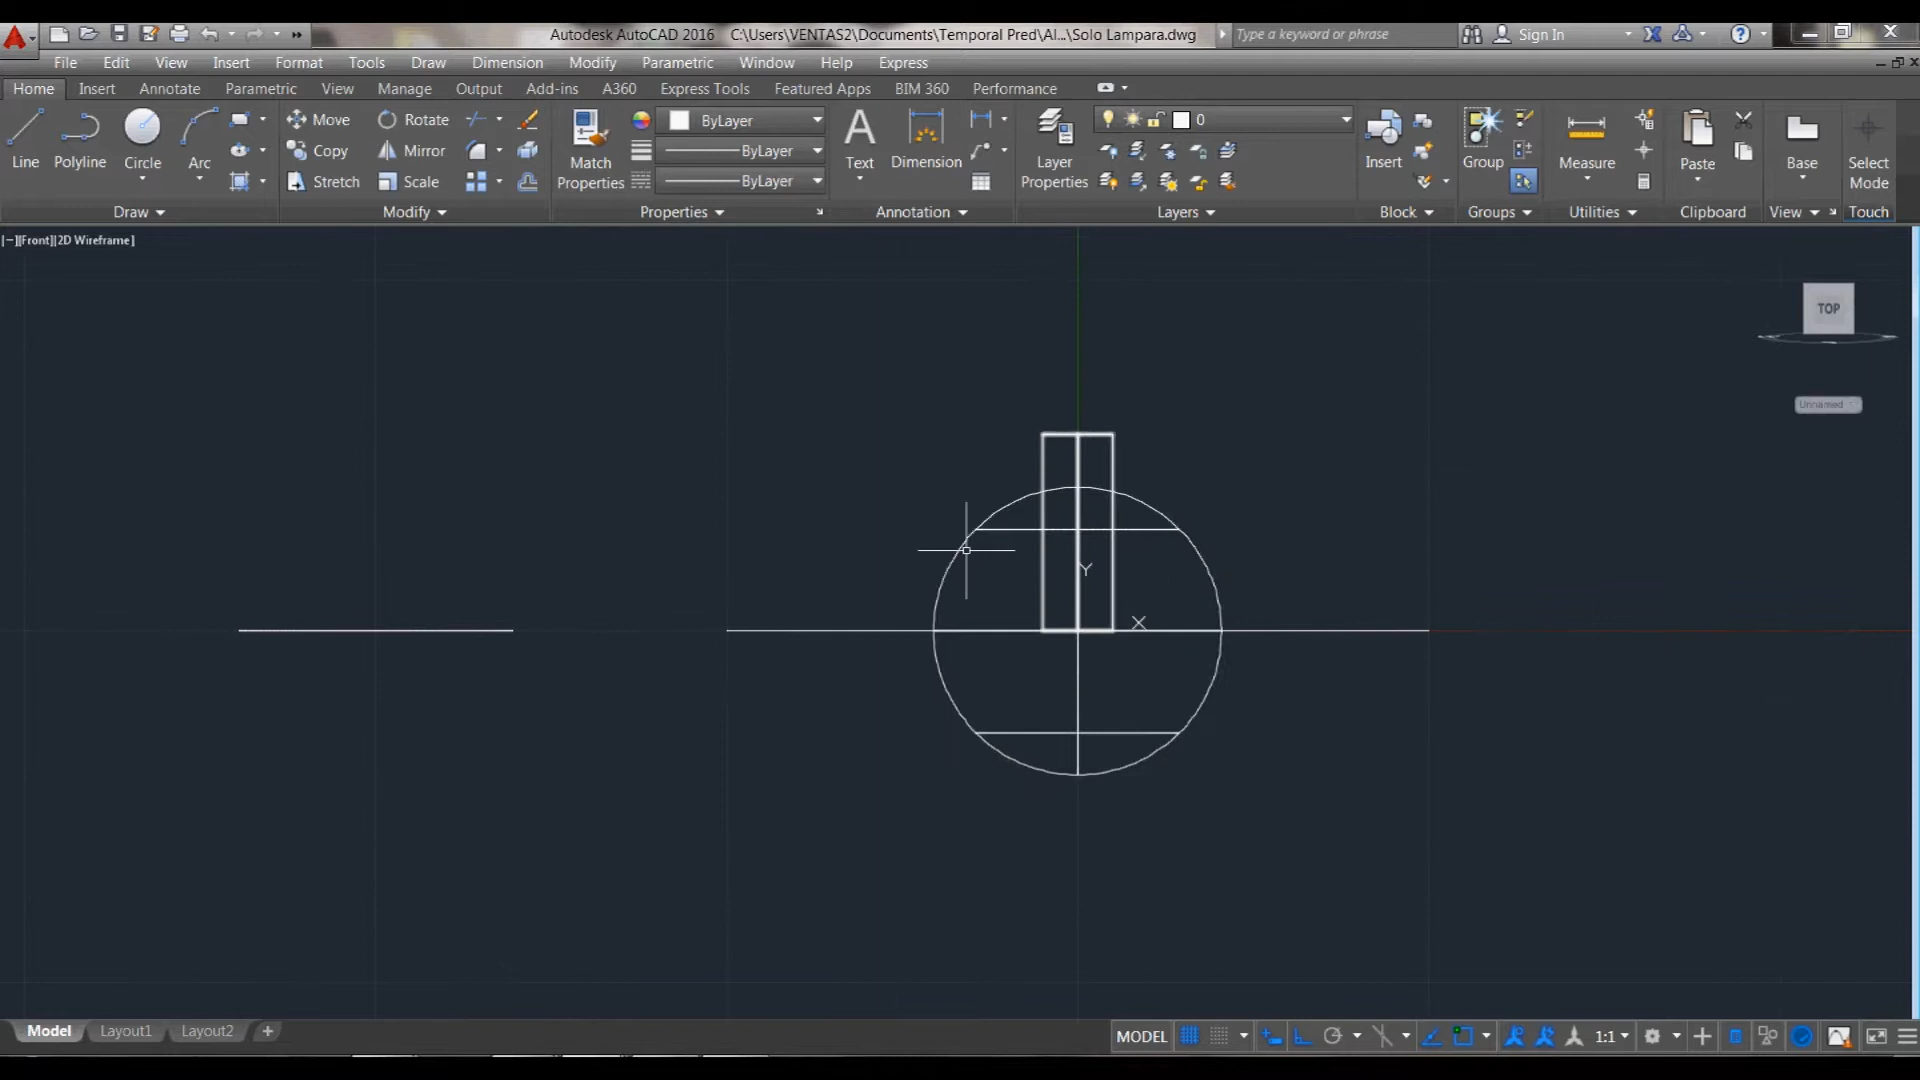 Autodesk AutoCAD 2016 C:\Users\VENTAS2\Documents\Temporal Pred\Al...\Solo Lampara.dwg Type a keyword or phrase Sign In
File Edit View Insert Format Tools Draw Dimension Modify Parametric Window Help Express
Home Insert Annotate Parametric View Manage Output Add-ins A360 Express Tools Featured Apps BIM 360 Performance
Line Polyline Circle Arc
Move Rotate
Copy Mirror
Stretch Scale
Match Properties
ByLayer
ByLayer
ByLayer
Text Dimension
Layer Properties
0
Insert Group Measure Paste Base Select Mode
Draw Modify Properties Annotation Layers Block Groups Utilities Clipboard View Touch
[−][Front][2D Wireframe]
TOP
Unnamed
Y
X
Model Layout1 Layout2 +
MODEL 1:1